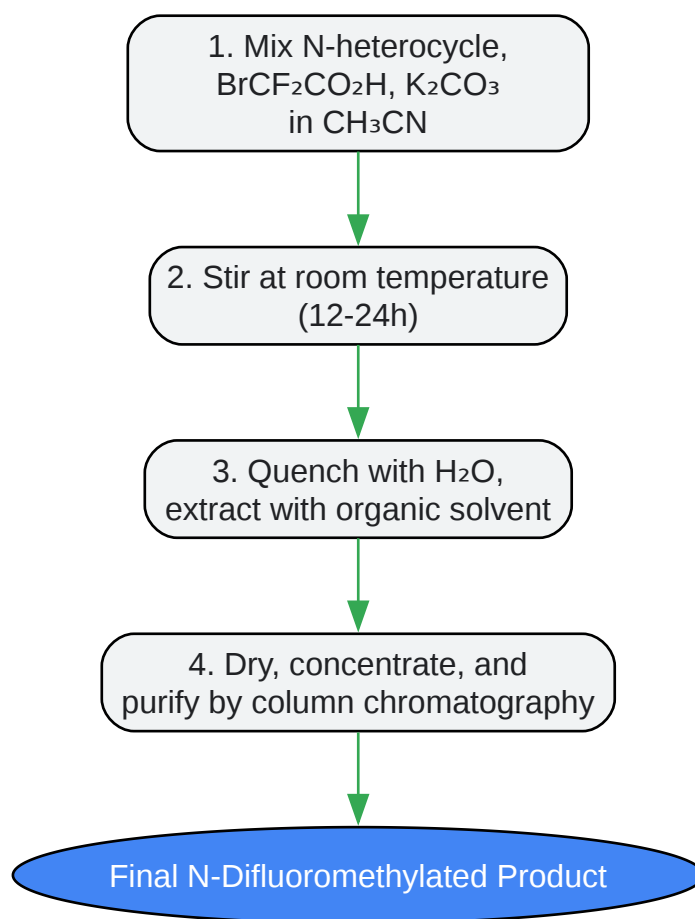 1. Mix N-heterocycle,
BrCF₂CO₂H, K₂CO₃
in CH₃CN
2. Stir at room temperature
(12-24h)
3. Quench with H₂O,
extract with organic solvent
4. Dry, concentrate, and
purify by column chromatography
Final N-Difluoromethylated Product